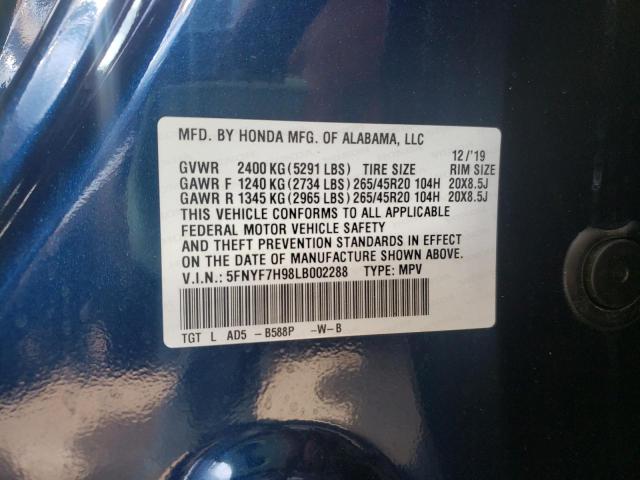 MFD. BY HONDA MFG. OF ALABAMA, LLC
12/'19
GVWR 2400 KG (5291 LBS) TIRE SIZE RIM SIZE
GAWR F 1240 KG (2734 LBS) 265/45R20 104H 20X8.5J
GAWR R 1345 KG (2965 LBS) 265/45R20 104H 20X8.5J
THIS VEHICLE CONFORMS TO ALL APPLICABLE
FEDERAL MOTOR VEHICLE SAFETY
AND THEFT PREVENTION STANDARDS IN EFFECT
ON THE DATE OF MANUFACTURE SHOWN ABOVE.
V.I.N.: 5FNYF7H98LB002288 TYPE: MPV
TGT L AD5 -B588P -W-B